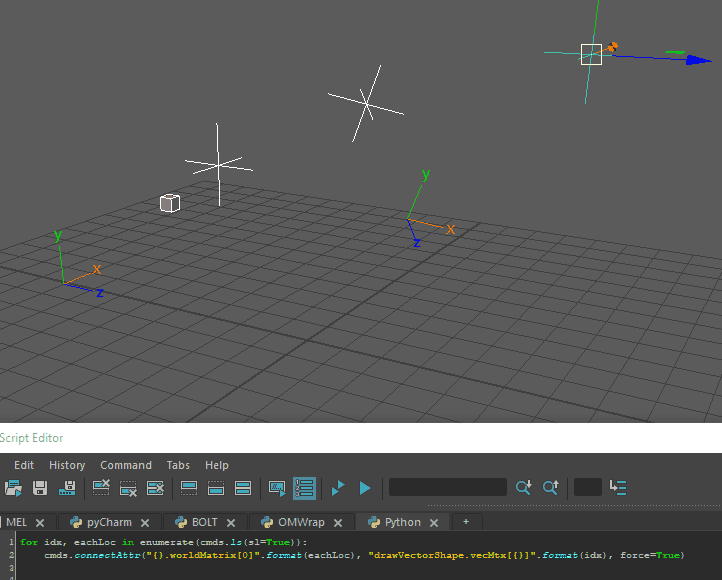 y
x
z
y
x
z
Script Editor
Edit History Command Tabs Help
MEL pyCharm BOLT OMWrap Python +
1 for idx, eachLoc in enumerate(cmds.ls(sl=True)):
2 cmds.connectAttr("{}.worldMatrix[0]".format(eachLoc), "drawVectorShape.vecMtx[{}]".format(idx), force=True)
3